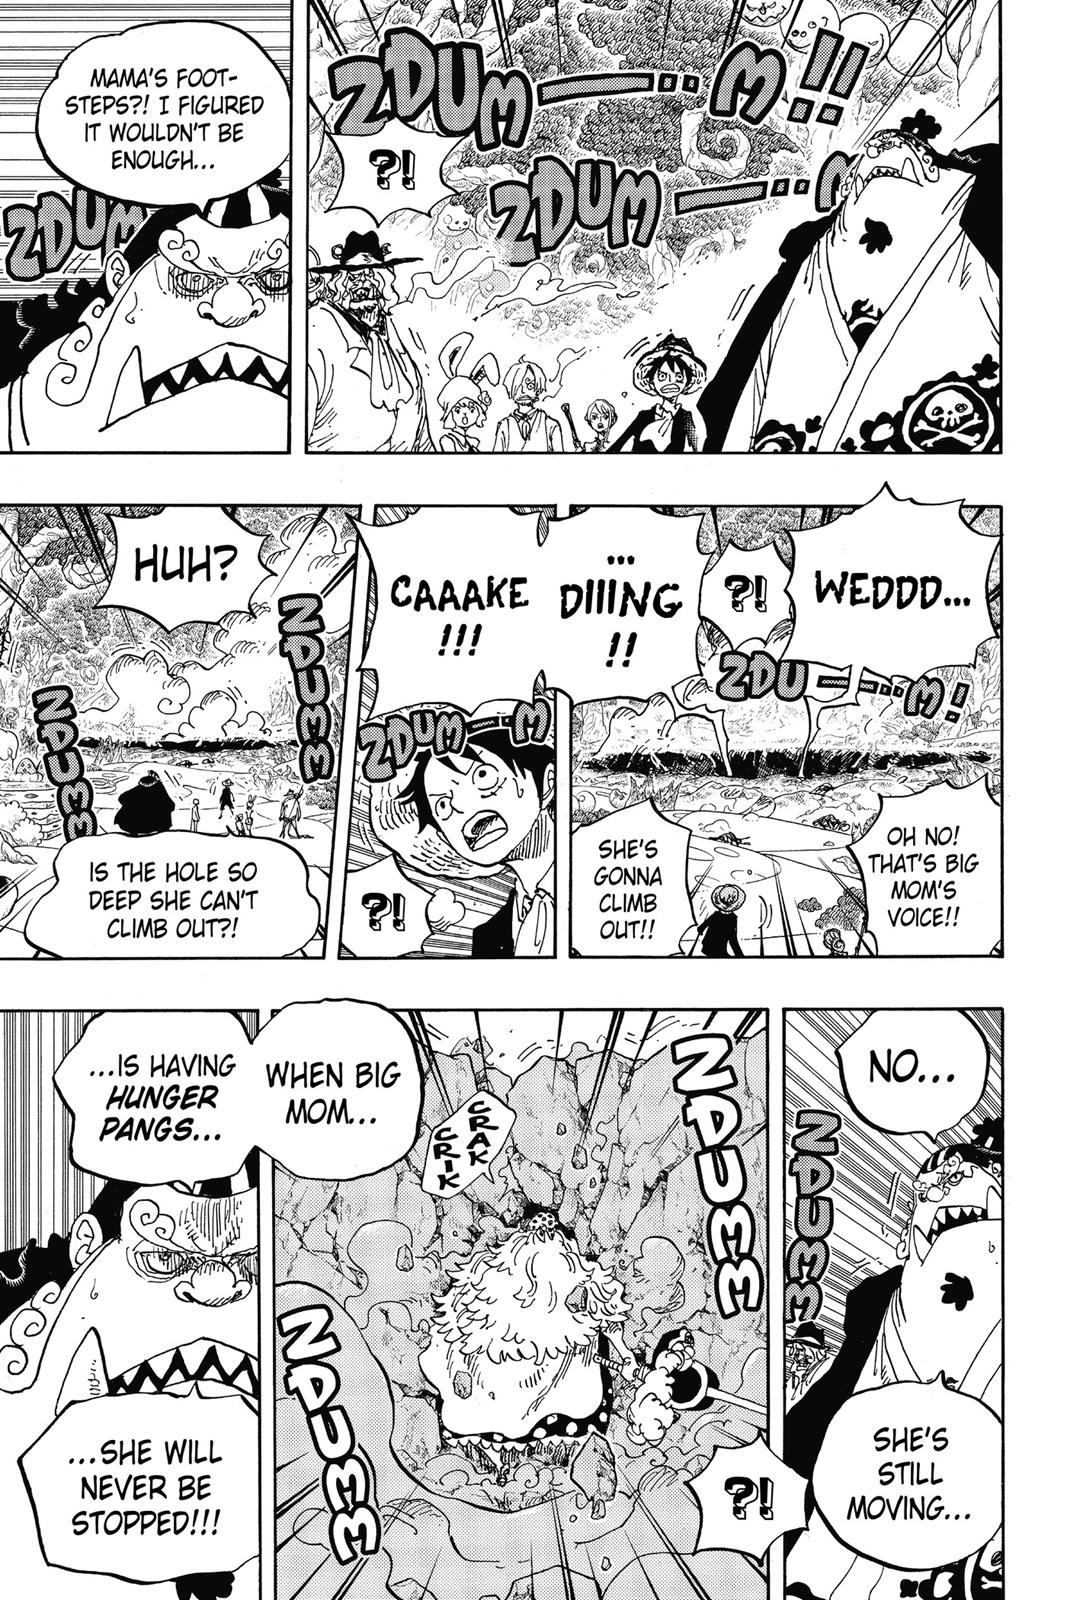 ZDUM—··M!!
?!
ZDUM—··M
MAMA'S FOOT-
STEPS?! I FIGURED
IT WOULDN'T BE
ENOUGH...
ZDUM
WEDDD...
?!
...
DIIING
!!
ZDU—··M!
OH NO!
THAT'S BIG
MOM'S
VOICE!!
SHE'S
GONNA
CLIMB
OUT!!
CAAAKE
!!!
ZDUM—··M
?!
HUH?
ZDUMM
ZDUMM
IS THE HOLE SO
DEEP SHE CAN'T
CLIMB OUT?!
NO...
ZDUMM
SHE'S
STILL
MOVING...
ZDUMM
WHEN BIG
MOM...
CRAK
CRIK
ZDUMM
?!
...IS HAVING
HUNGER
PANGS...
...SHE WILL
NEVER BE
STOPPED!!!